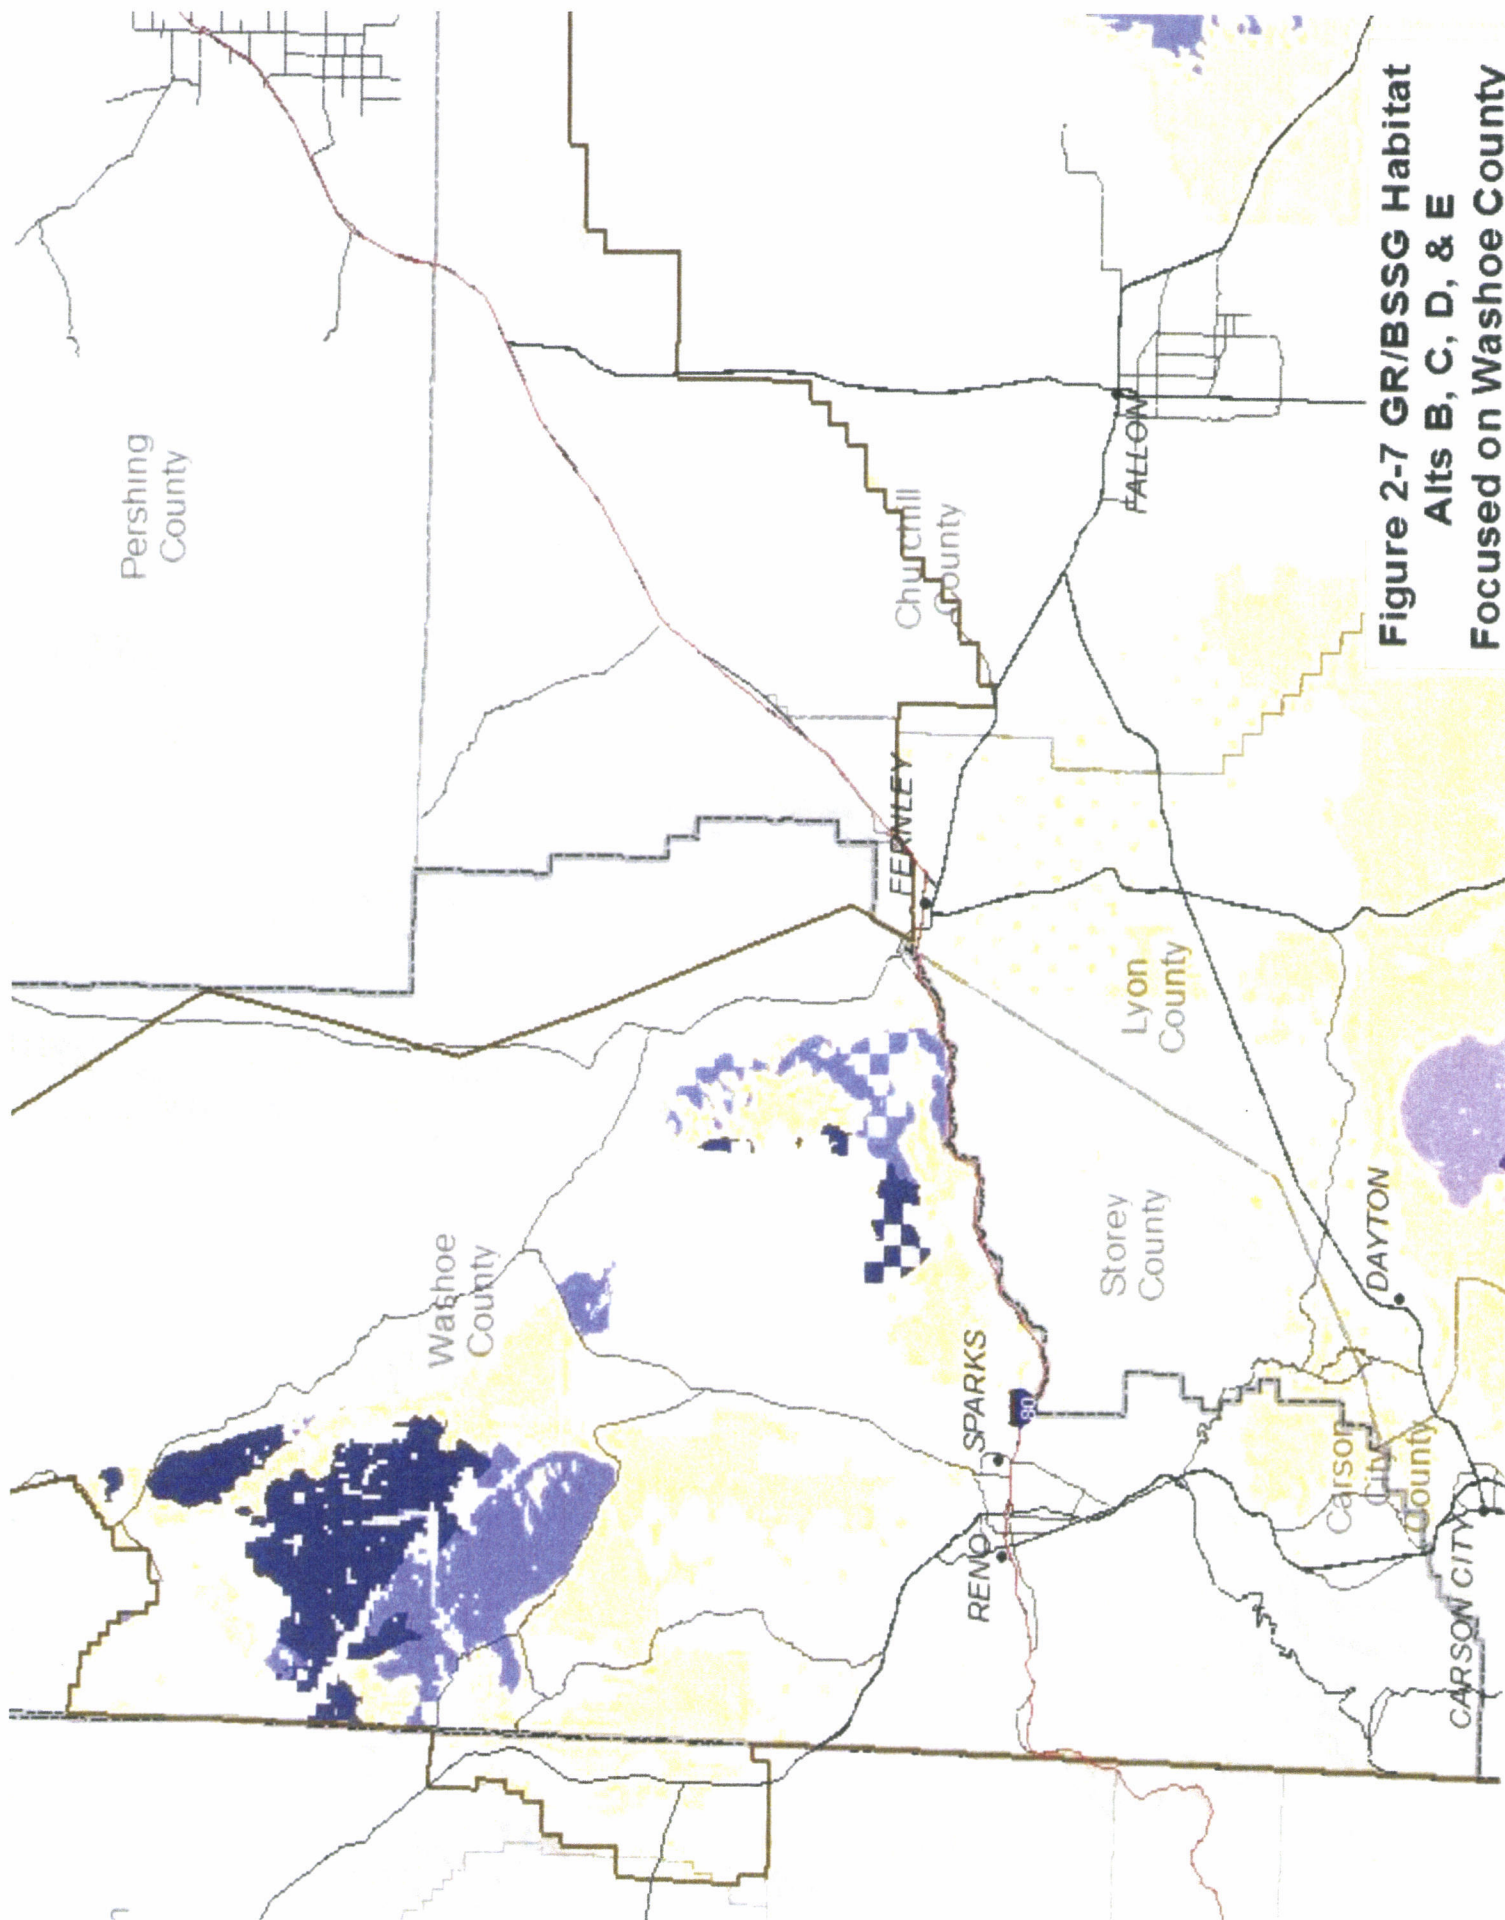 Pershing
County
Churchill
County
FALLON
FERNLEY
Washoe
County
Lyon
County
Storey
County
DAYTON
SPARKS
80
RENO
Carson
City
County
CARSON CITY
Figure 2-7 GR/BSSG Habitat
Alts B, C, D, & E
Focused on Washoe County